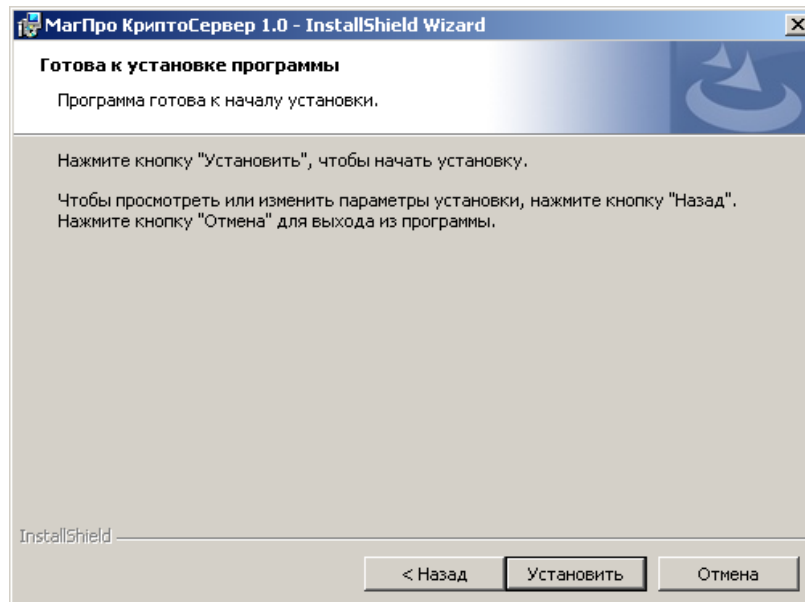 МагПро КриптоСервер 1.0 - InstallShield Wizard
Готова к установке программы
Программа готова к началу установки.
Нажмите кнопку "Установить", чтобы начать установку.
Чтобы просмотреть или изменить параметры установки, нажмите кнопку "Назад".
Нажмите кнопку "Отмена" для выхода из программы.
InstallShield
< Назад
Установить
Отмена